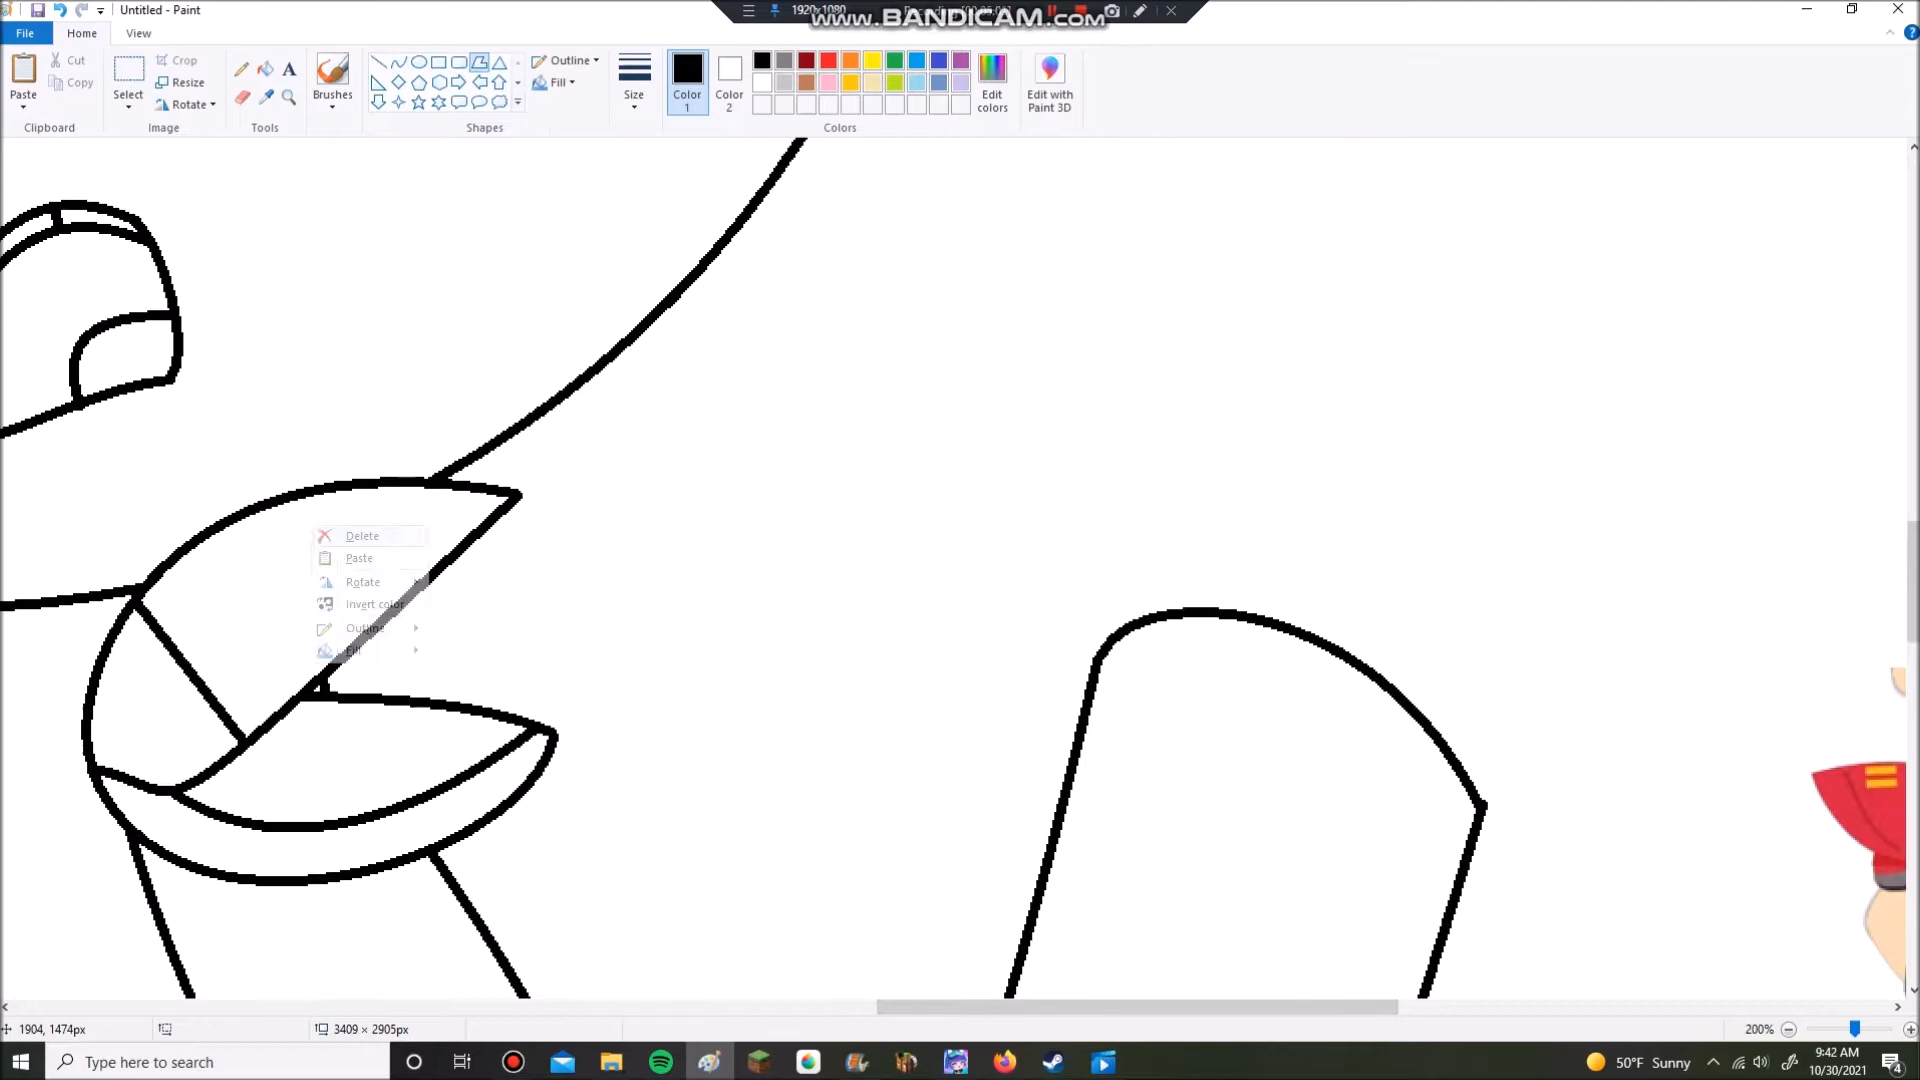 Untitled - Paint
1920x1080
www.BANDICAM.com
File
Home
View
Paste
Cut
Copy
Clipboard
Select
Crop
Resize
Rotate
Image
Tools
Brushes
Shapes
Outline
Fill
Size
Color 1
Color 2
Edit colors
Colors
Edit with Paint 3D
Delete
Paste
Rotate
Invert color
Outline
Fill
1904, 1474px
3409 × 2905px
200%
Type here to search
50°F Sunny
9:42 AM
10/30/2021
4